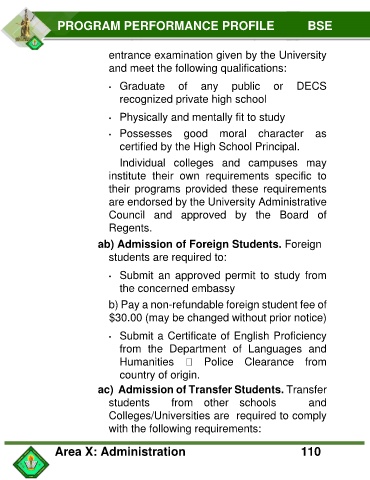 PROGRAM PERFORMANCE PROFILE BSE
entrance examination given by the University
and meet the following qualifications:
· Graduate of any public or DECS
recognized private high school
· Physically and mentally fit to study
· Possesses good moral character as
certified by the High School Principal.
Individual colleges and campuses may
institute their own requirements specific to
their programs provided these requirements
are endorsed by the University Administrative
Council and approved by the Board of
Regents.
ab) Admission of Foreign Students. Foreign
students are required to:
· Submit an approved permit to study from
the concerned embassy
b) Pay a non-refundable foreign student fee of
$30.00 (may be changed without prior notice)
· Submit a Certificate of English Proficiency
from the Department of Languages and
Humanities □ Police Clearance from
country of origin.
ac) Admission of Transfer Students. Transfer
students from other schools and
Colleges/Universities are required to comply
with the following requirements:
Area X: Administration 110